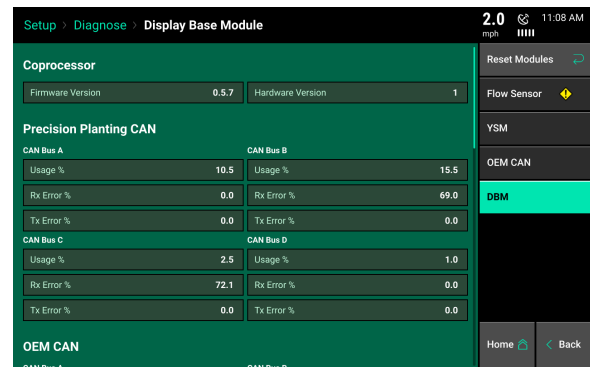 Setup > Diagnose > Display Base Module
2.0 mph
11:08 AM
Coprocessor
Firmware Version 0.5.7 Hardware Version 1
Precision Planting CAN
CAN Bus A CAN Bus B
Usage % 10.5 Usage % 15.5
Rx Error % 0.0 Rx Error % 69.0
Tx Error % 0.0 Tx Error % 0.0
CAN Bus C CAN Bus D
Usage % 2.5 Usage % 1.0
Rx Error % 72.1 Rx Error % 0.0
Tx Error % 0.0 Tx Error % 0.0
OEM CAN
CAN Bus A CAN Bus B
Reset Modules
Flow Sensor
YSM
OEM CAN
DBM
Home < Back